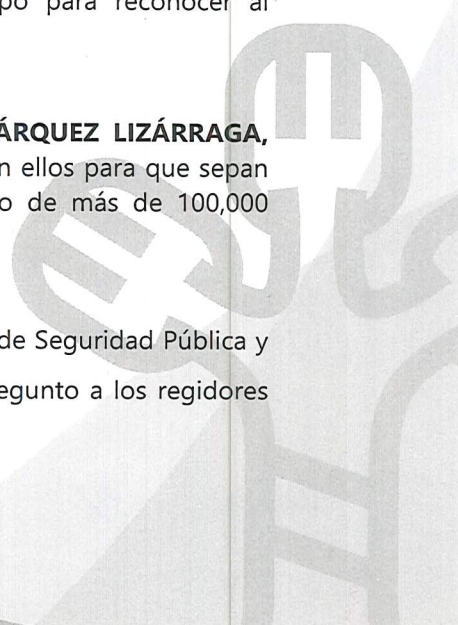 po para reconocer al
ÁRQUEZ LIZÁRRAGA,
n ellos para que sepan
o de más de 100,000
de Seguridad Pública y
egunto a los regidores